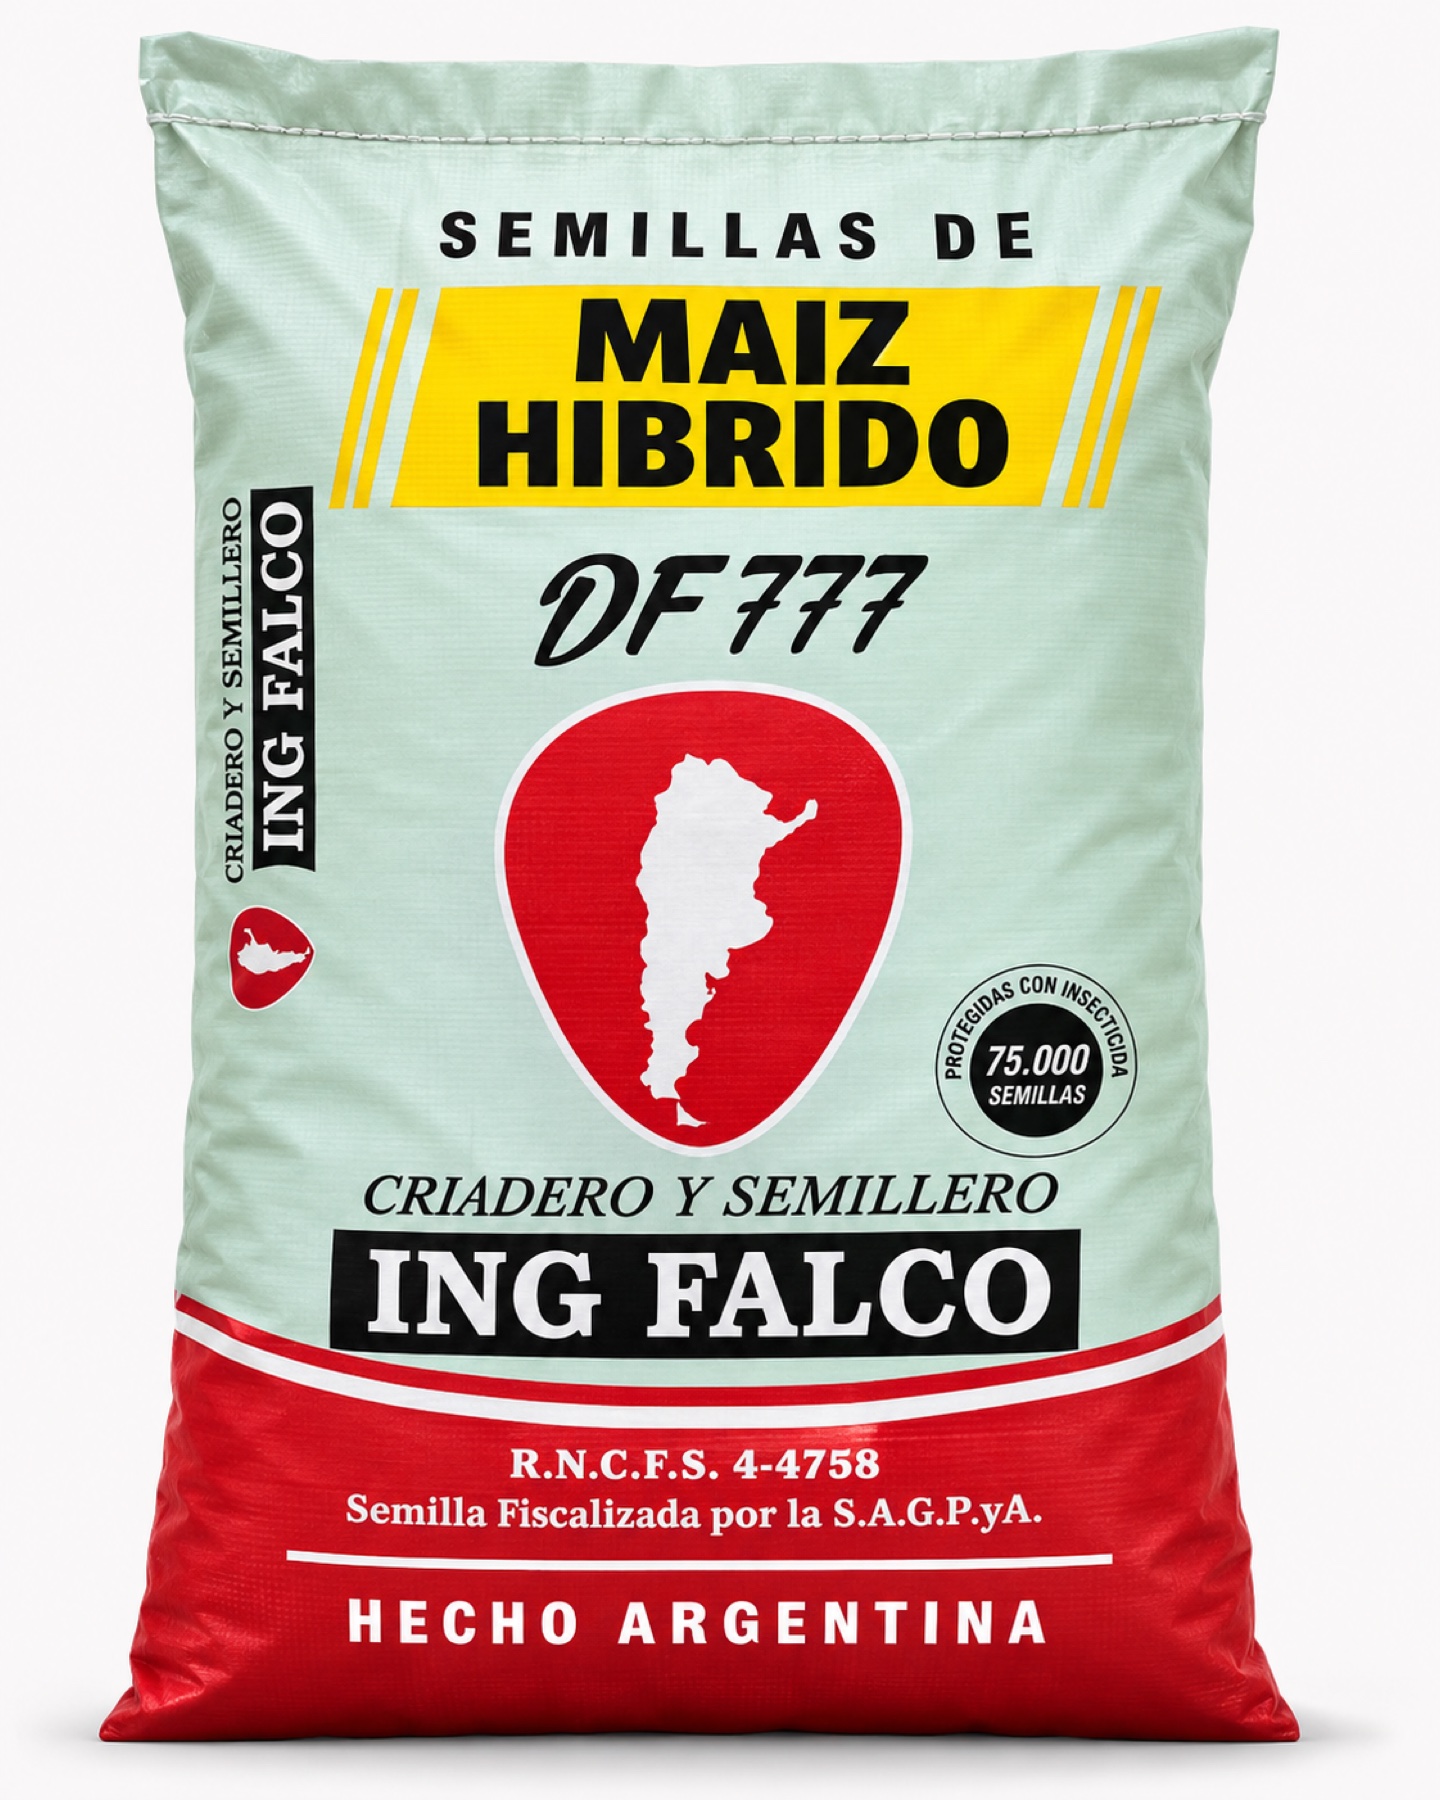 SEMILLAS DE
MAIZ
HIBRIDO
DF 777
CRIADERO Y SEMILLERO
ING FALCO
PROTEGIDAS CON INSECTICIDA
75.000
SEMILLAS
CRIADERO Y SEMILLERO
ING FALCO
R.N.C.F.S. 4-4758
Semilla Fiscalizada por la S.A.G.P.yA.
HECHO ARGENTINA